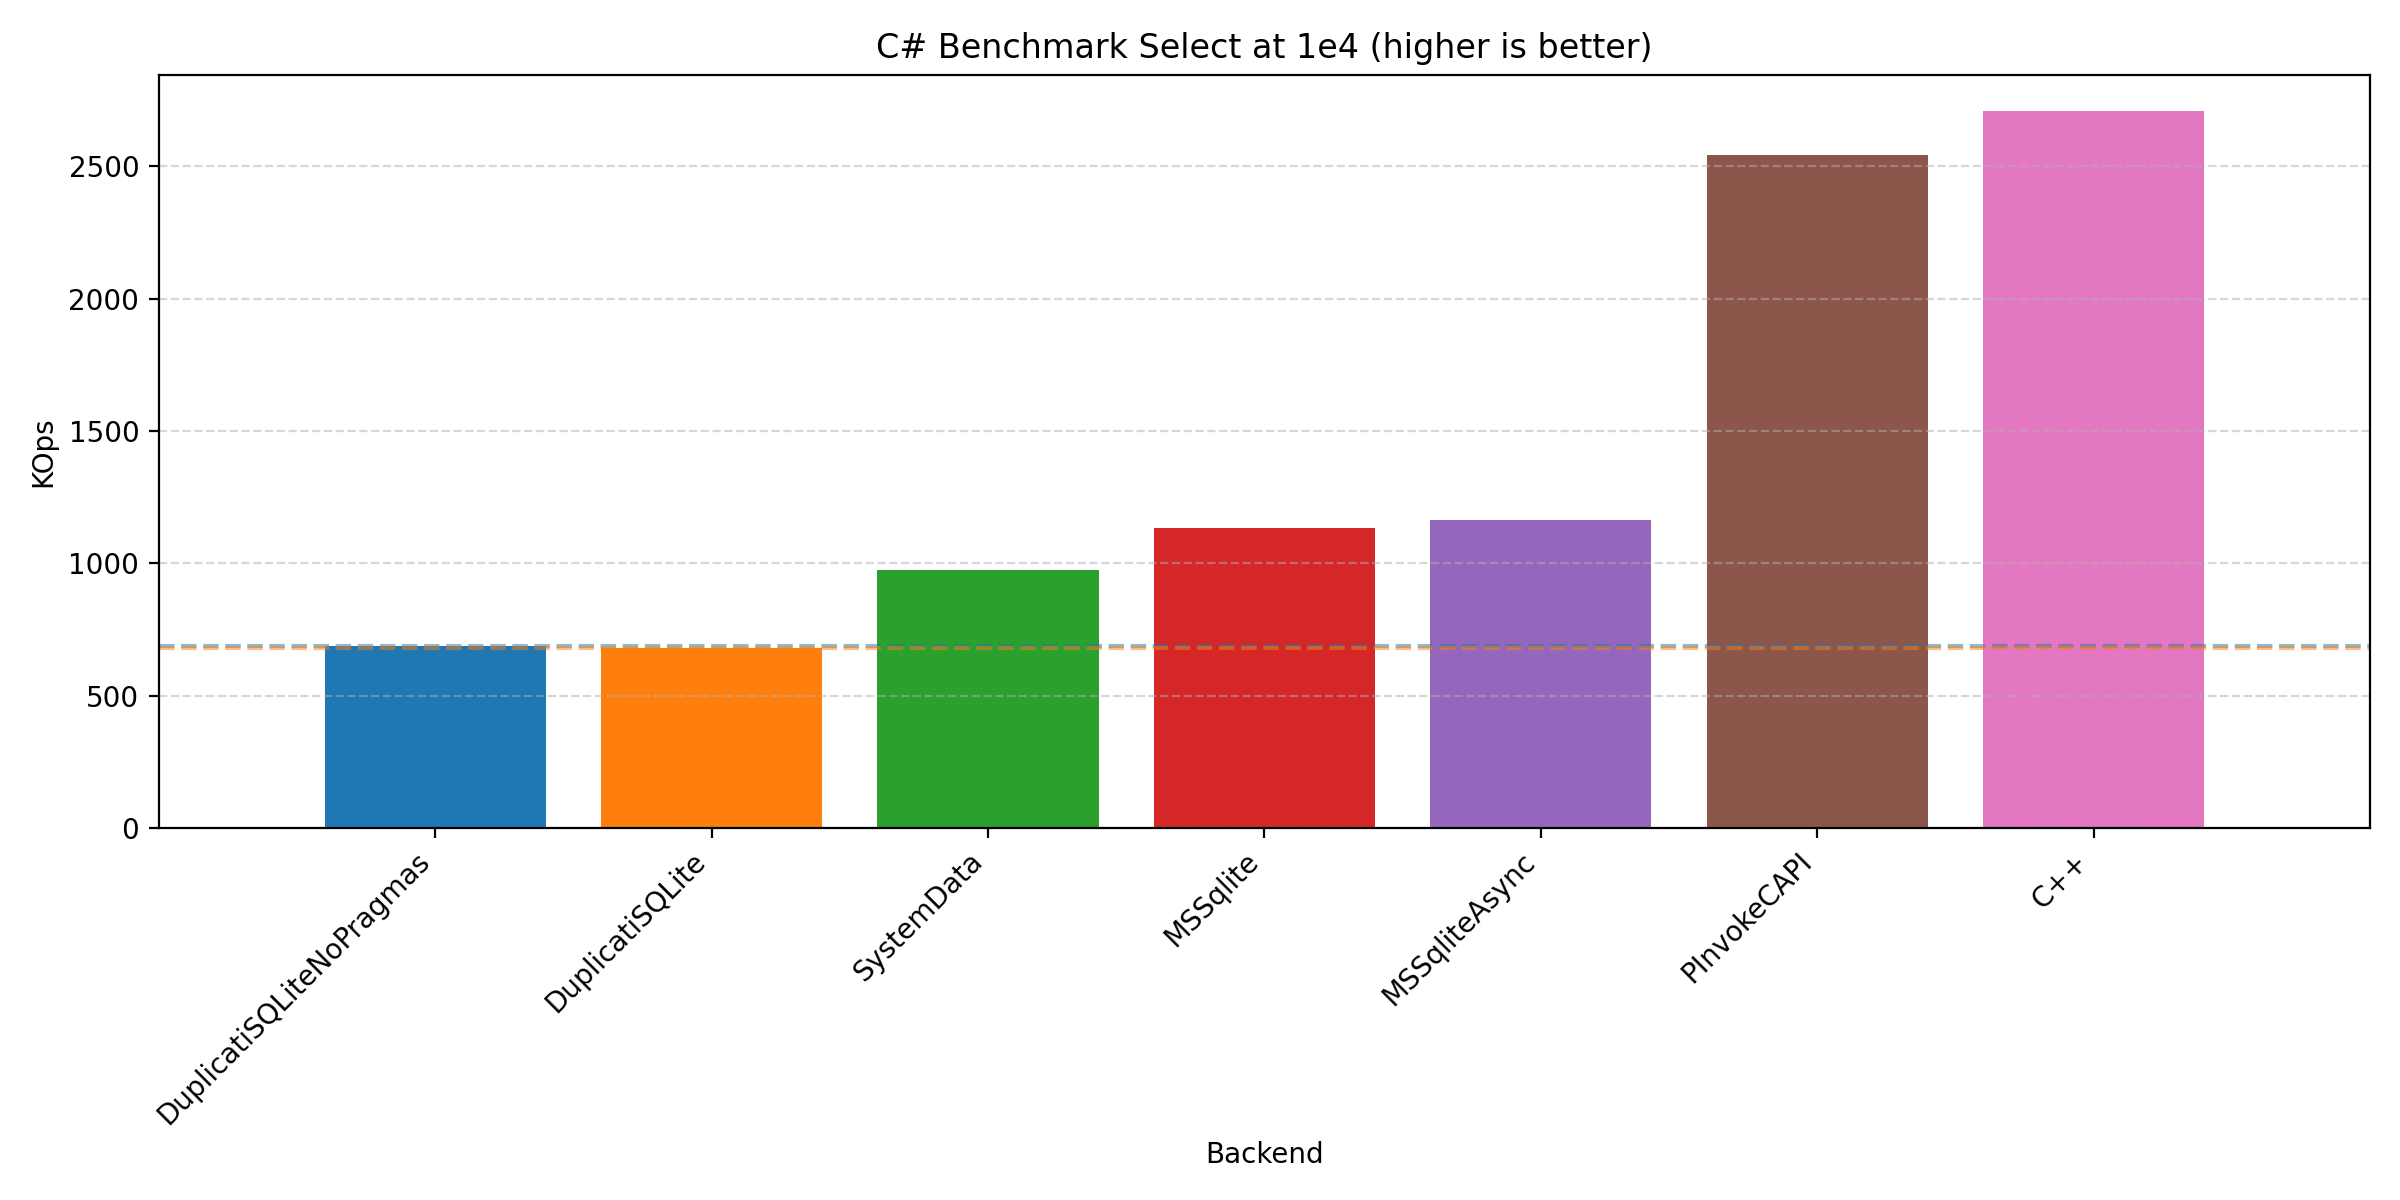 C# Benchmark Select at 1e4 (higher is better)
KOps
2500
2000
1500
1000
500
0
DuplicatiSQLiteNoPragmas
DuplicatiSQLite
SystemData
MSSqlite
MSSqliteAsync
PInvokeCAPI
C++
Backend